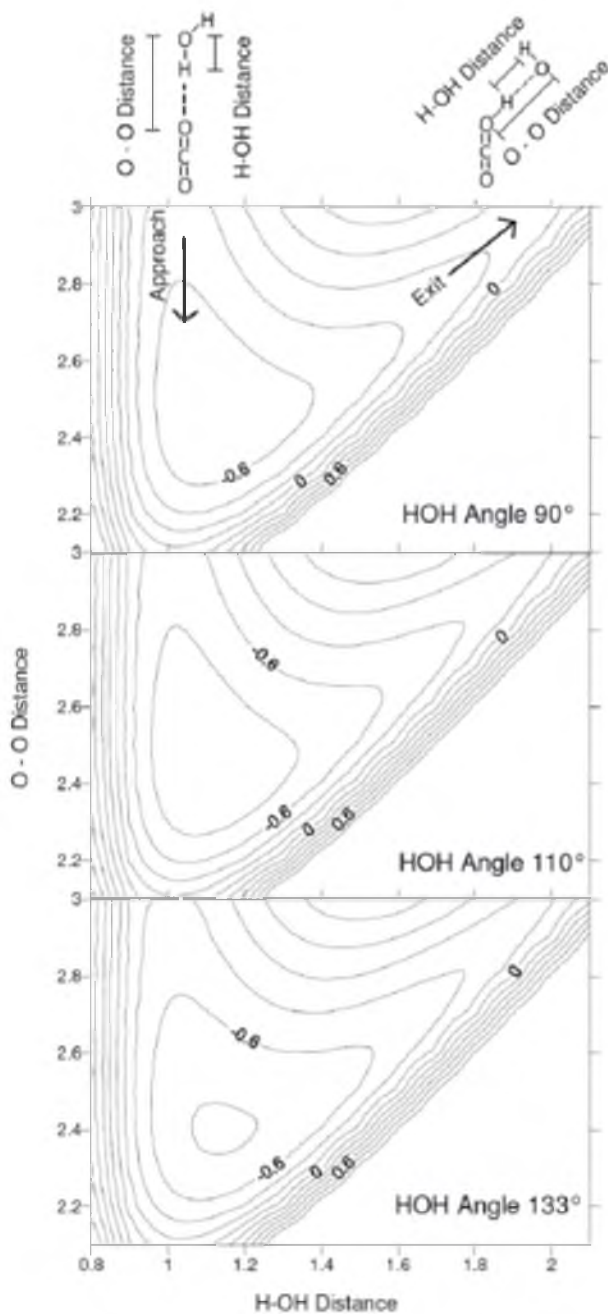 H
O
H
O
C
O
O - O Distance
H-OH Distance
H-OH Distance
H
O
H
O
C
O
O - O Distance
3
2.8
2.6
2.4
2.2
Approach
Exit
0
-0.6
0
0.6
HOH Angle 90°
O - O Distance
3
2.8
2.6
2.4
2.2
0
-0.6
-0.6
0
0.6
HOH Angle 110°
3
2.8
2.6
2.4
2.2
0
-0.6
-0.6
0
0.6
HOH Angle 133°
0.8 1 1.2 1.4 1.6 1.8 2
H-OH Distance